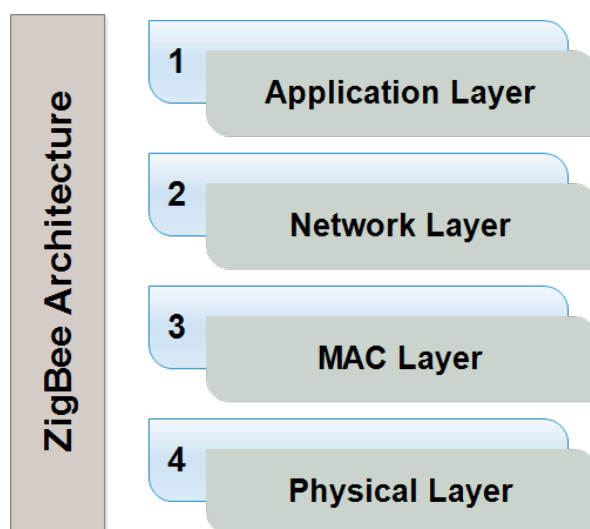 ZigBee Architecture
1
Application Layer
2
Network Layer
3
MAC Layer
4
Physical Layer